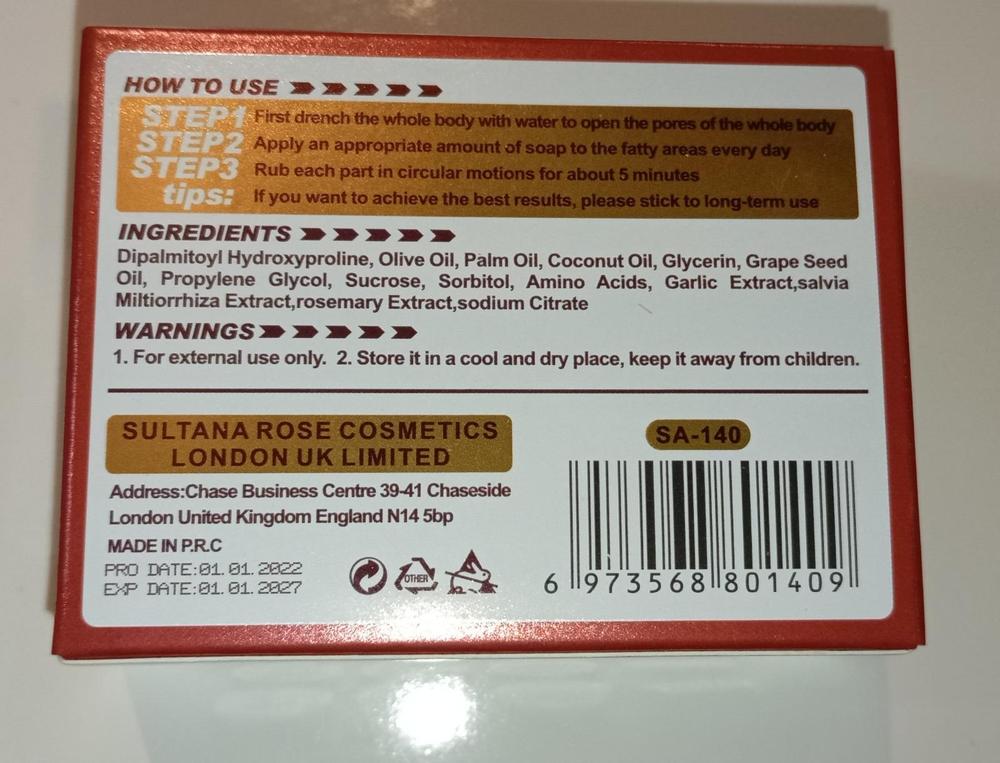 HOW TO USE
STEP1 First drench the whole body with water to open the pores of the whole body
STEP2 Apply an appropriate amount of soap to the fatty areas every day
STEP3 Rub each part in circular motions for about 5 minutes
tips: If you want to achieve the best results, please stick to long-term use
INGREDIENTS
Dipalmitoyl Hydroxyproline, Olive Oil, Palm Oil, Coconut Oil, Glycerin, Grape Seed
Oil, Propylene Glycol, Sucrose, Sorbitol, Amino Acids, Garlic Extract,salvia
Miltiorrhiza Extract,rosemary Extract,sodium Citrate
WARNINGS
1. For external use only. 2. Store it in a cool and dry place, keep it away from children.
SULTANA ROSE COSMETICS
LONDON UK LIMITED
Address:Chase Business Centre 39-41 Chaseside
London United Kingdom England N14 5bp
MADE IN P.R.C
PRO DATE:01.01.2022
EXP DATE:01.01.2027
OTHER
SA-140
6 973568 801409